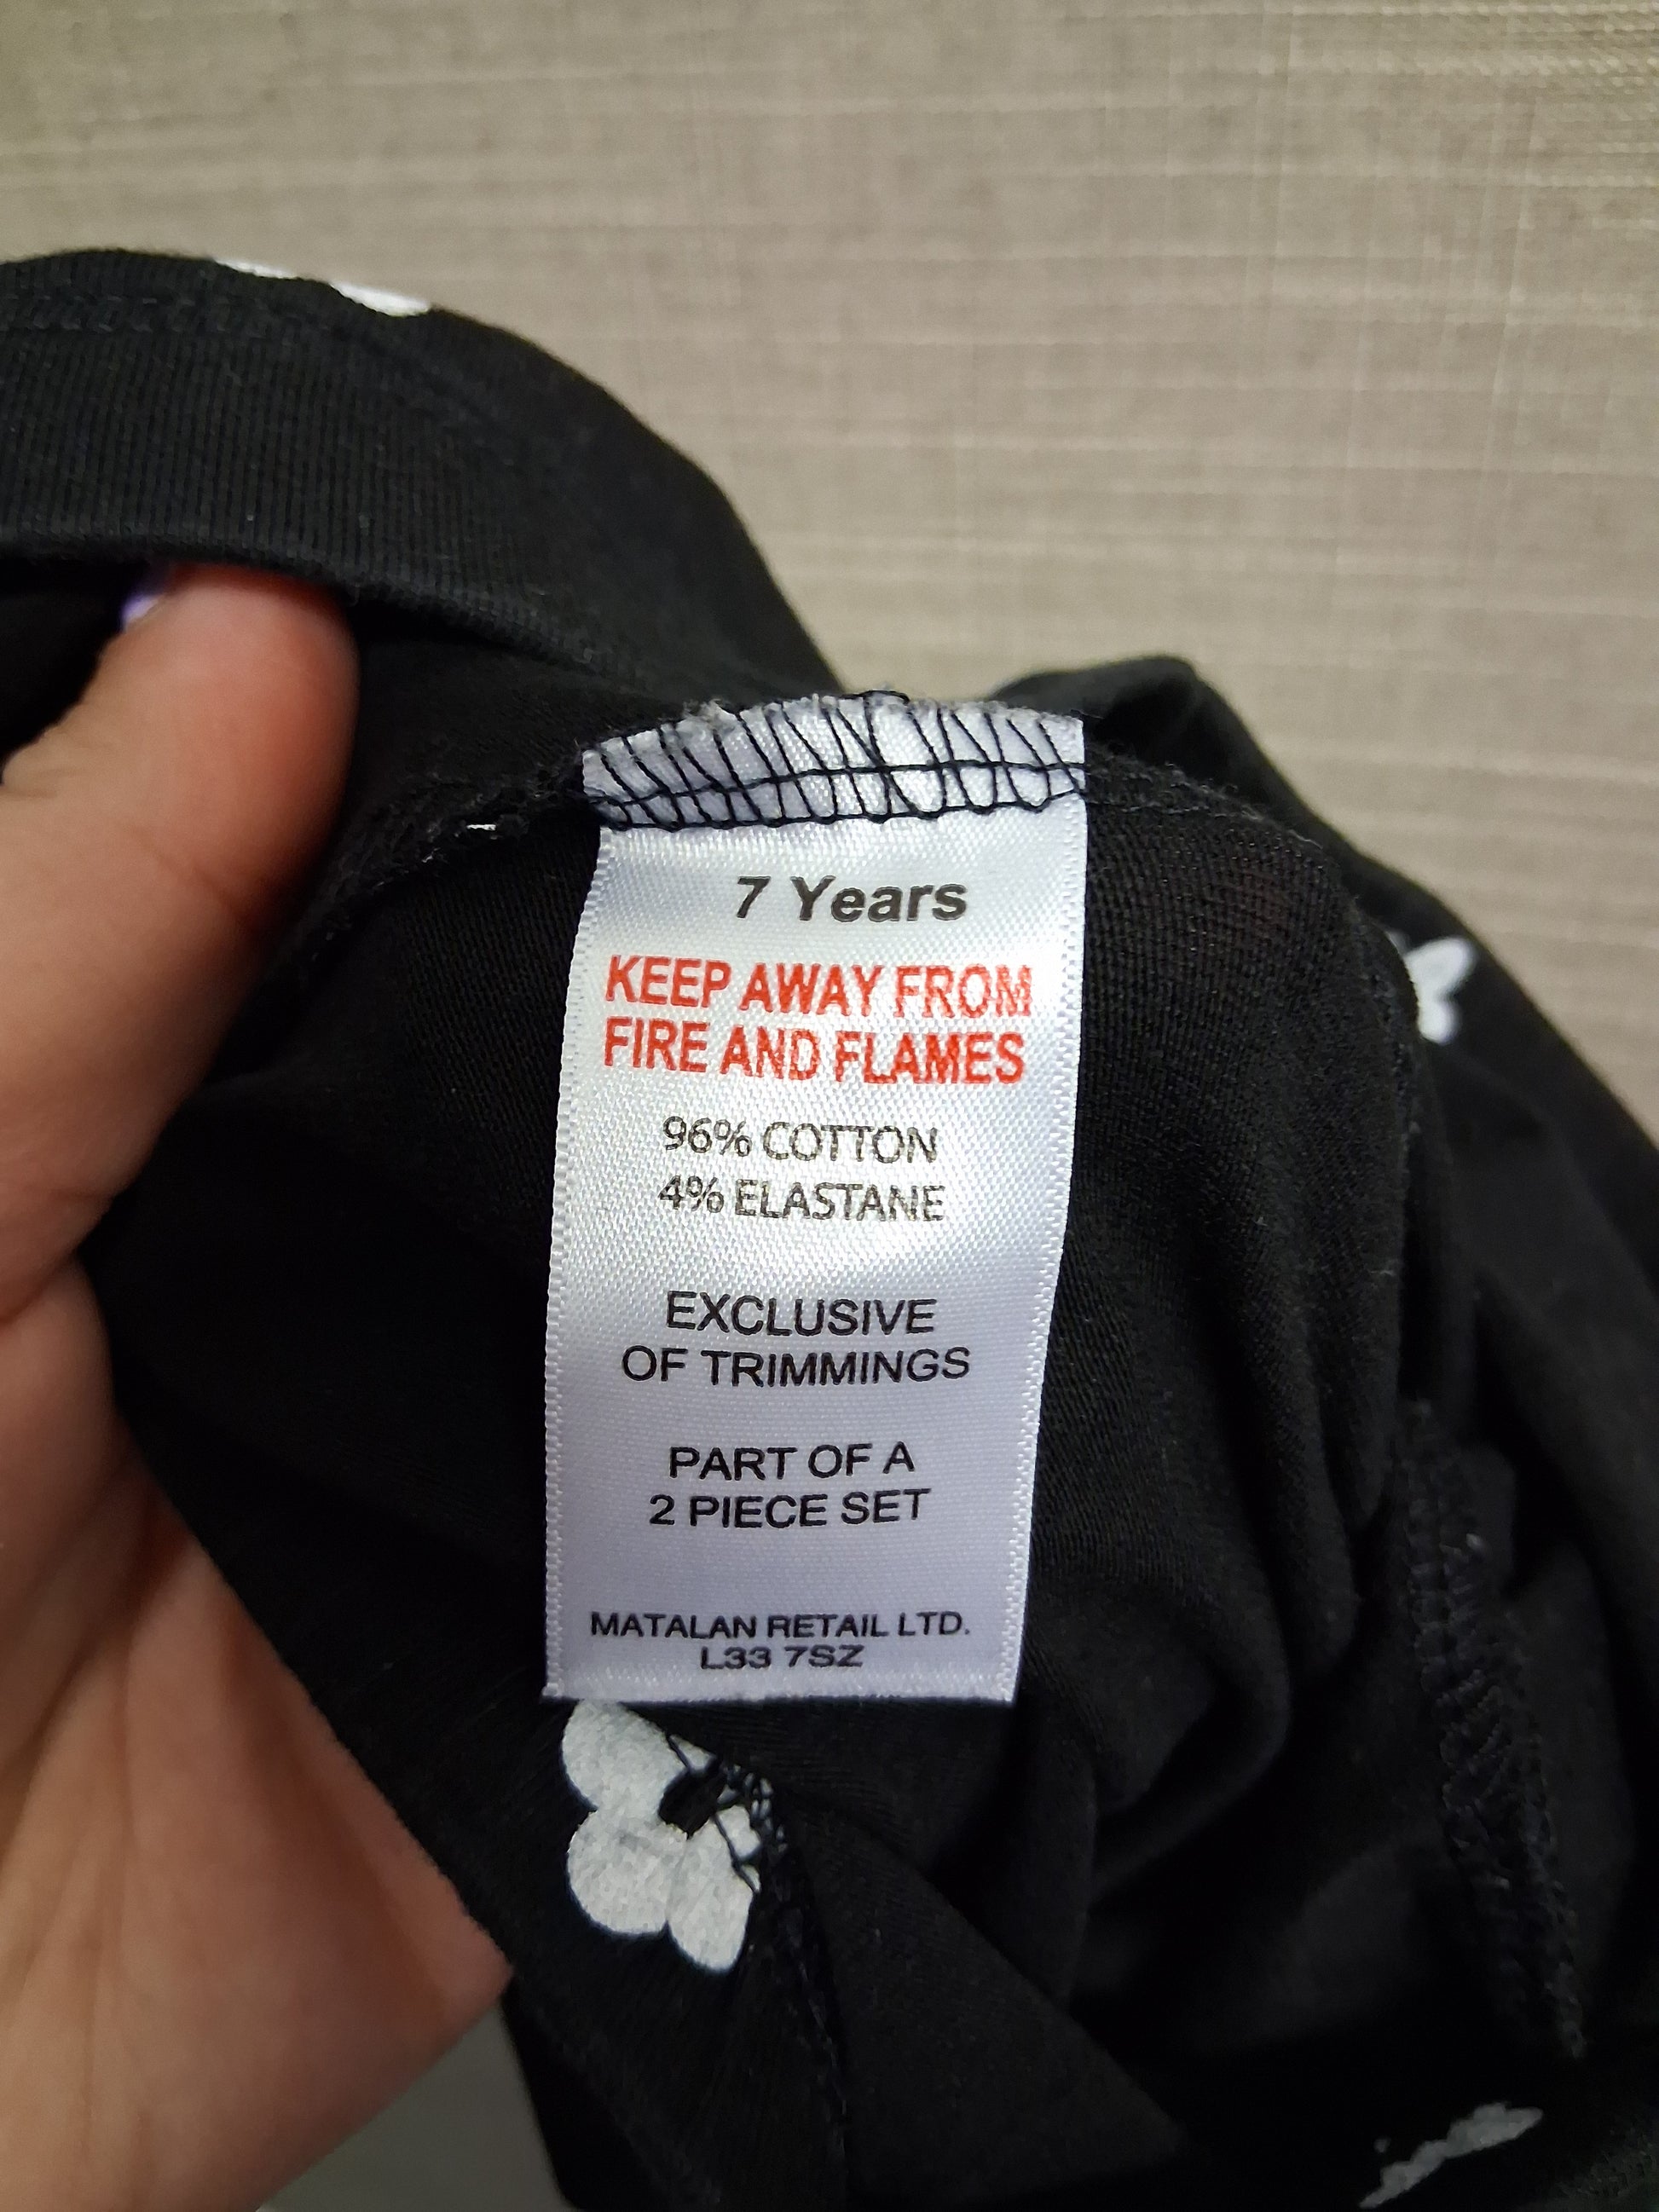 7 Years
KEEP AWAY FROM
FIRE AND FLAMES
96% COTTON
4% ELASTANE
EXCLUSIVE
OF TRIMMINGS
PART OF A
2 PIECE SET
MATALAN RETAIL LTD.
L33 7SZ